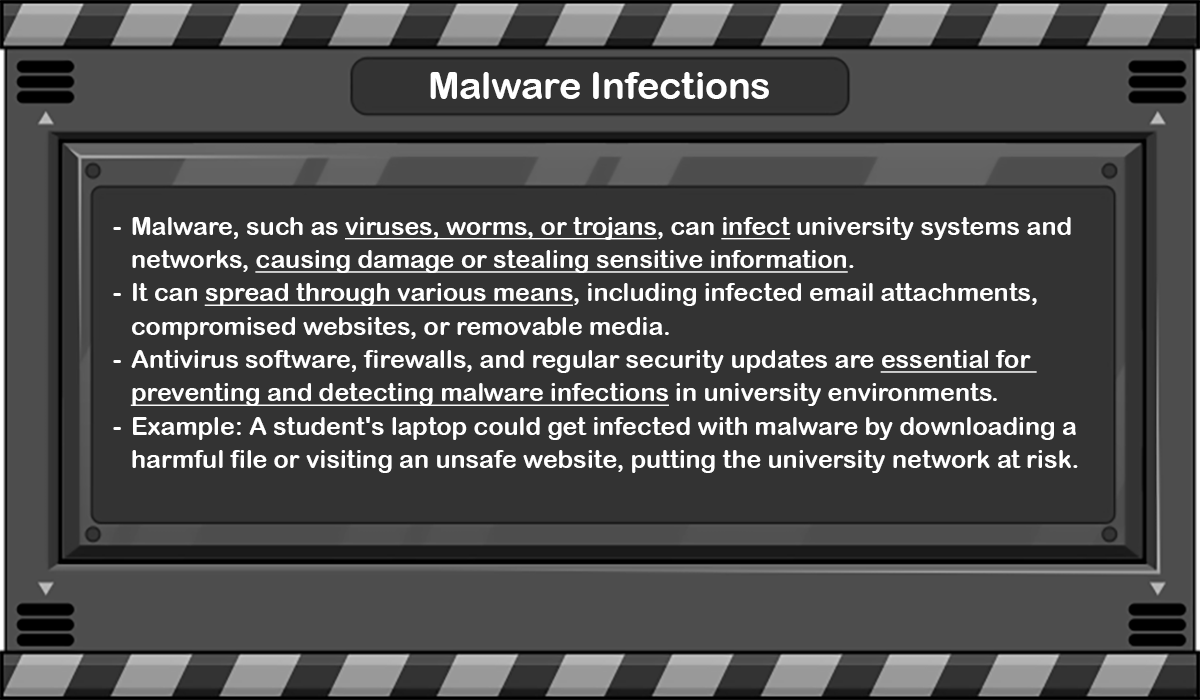 Malware Infections
- Malware, such as viruses, worms, or trojans, can infect university systems and
networks, causing damage or stealing sensitive information.
- It can spread through various means, including infected email attachments,
compromised websites, or removable media.
- Antivirus software, firewalls, and regular security updates are essential for
preventing and detecting malware infections in university environments.
- Example: A student's laptop could get infected with malware by downloading a
harmful file or visiting an unsafe website, putting the university network at risk.